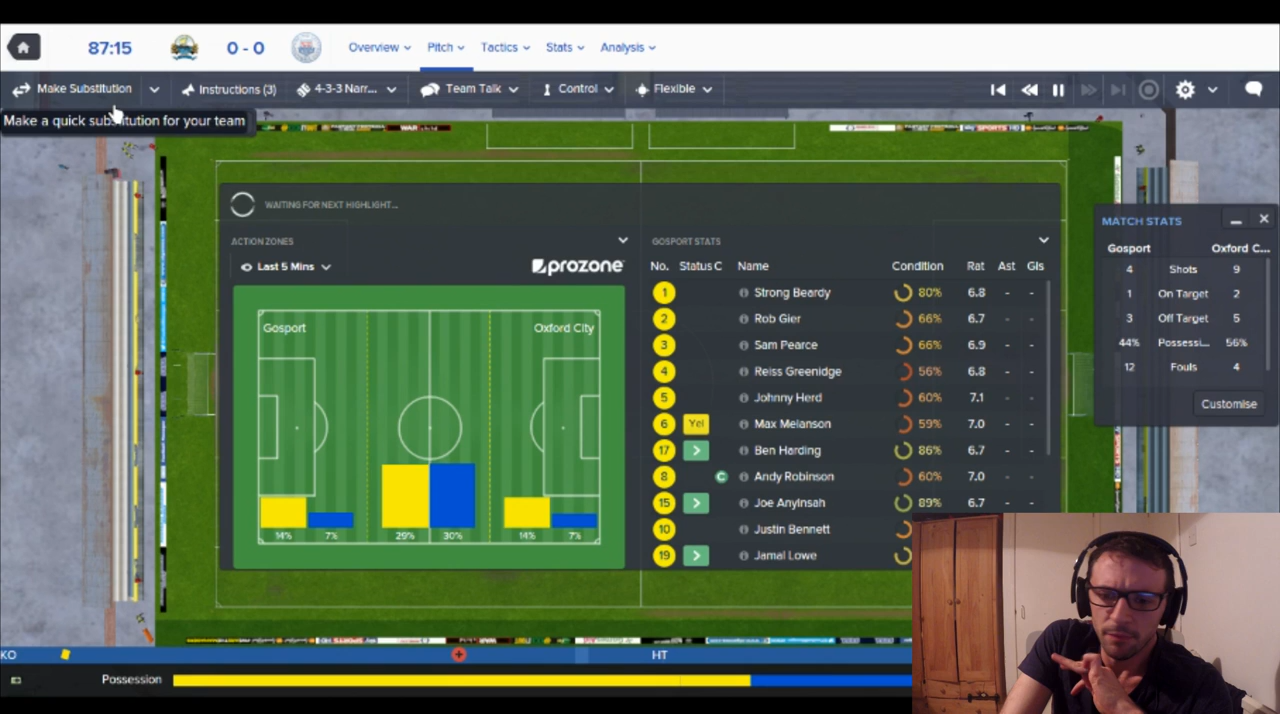 87:15
0 - 0
Overview
Pitch
Tactics
Stats
Analysis
Make Substitution
Instructions (3)
4-3-3 Narr...
Team Talk
Control
Flexible
Make a quick substitution for your team
WAITING FOR NEXT HIGHLIGHT...
ACTION ZONES
Last 5 Mins
prozone
Gosport
Oxford City
14%
7%
29%
30%
14%
7%
GOSPORT STATS
No. Status C Name Condition Rat Ast Gls
1 Strong Beardy 80% 6.8 - -
2 Rob Gier 66% 6.7 - -
3 Sam Pearce 66% 6.9 - -
4 Reiss Greenidge 56% 6.8 - -
5 Johnny Herd 60% 7.1 - -
6 Yel Max Melanson 59% 7.0 - -
17 Ben Harding 86% 6.7 - -
8 C Andy Robinson 60% 7.0 - -
15 Joe Anyinsah 89% 6.7 - -
10 Justin Bennett
19 Jamal Lowe
MATCH STATS
Gosport Oxford C...
4 Shots 9
1 On Target 2
3 Off Target 5
44% Possessi... 56%
12 Fouls 4
Customise
KO
HT
Possession